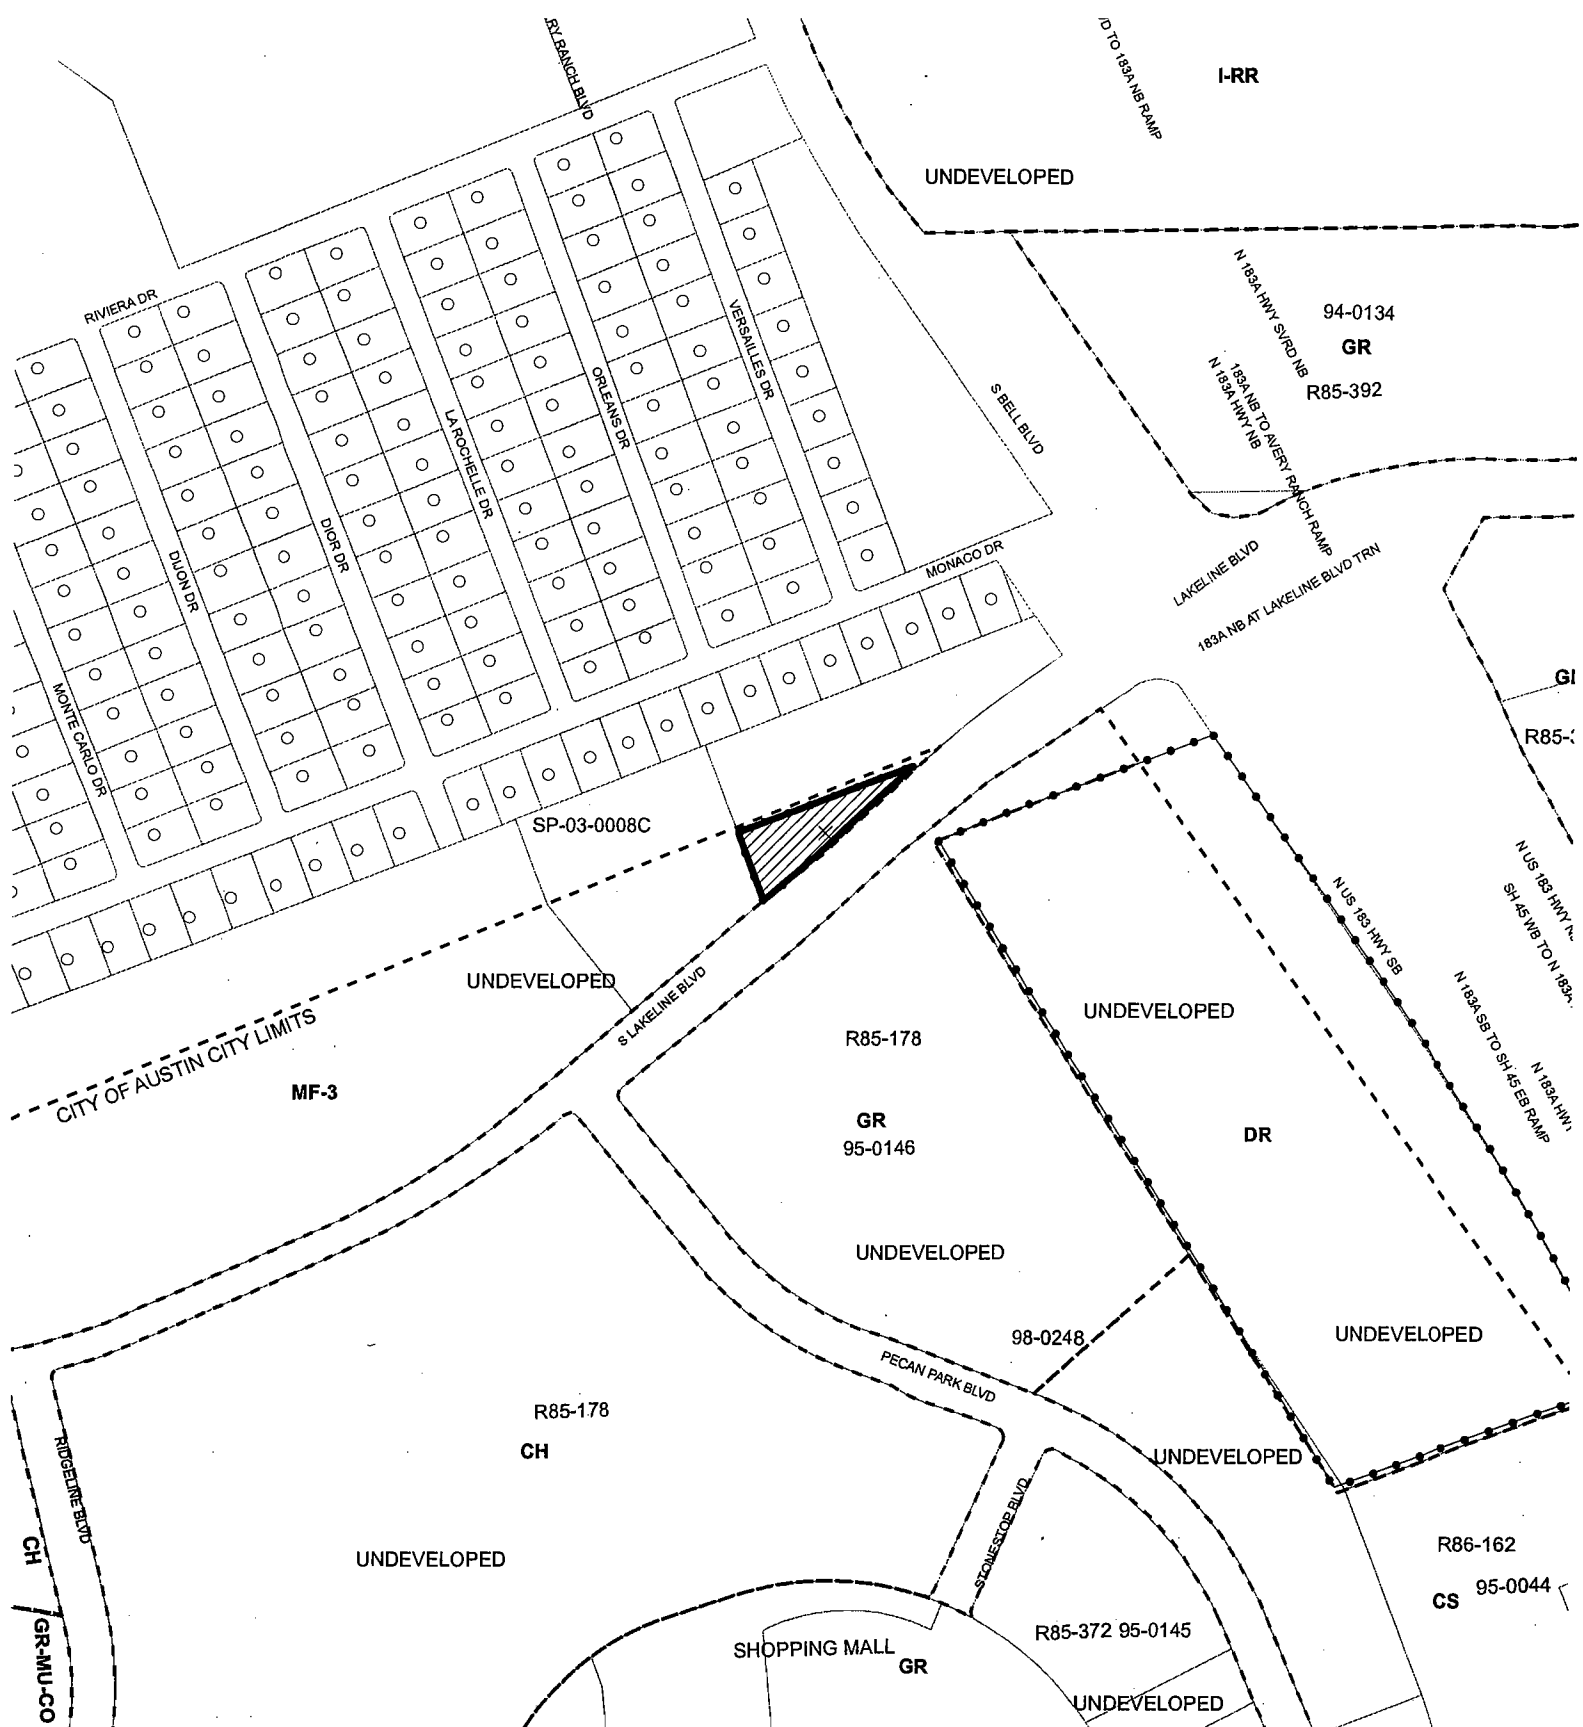 RY RANCH BLVD
/D TO 183A NB RAMP
I-RR
UNDEVELOPED
N 183A HWY SVRD NB
94-0134
GR
R85-392
183A NB TO AVERY RANCH RAMP
N 183A HWY NB
RIVIERA DR
VERSAILLES DR
ORLEANS DR
LA ROCHELLE DR
S BELL BLVD
DIOR DR
DIJON DR
MONACO DR
LAKELINE BLVD
183A NB AT LAKELINE BLVD TRN
MONTE CARLO DR
R85-3
SP-03-0008C
N US 183 HWY SB
N US 183 HWY N
SH 45 WB TO N 183A
UNDEVELOPED
S LAKELINE BLVD
UNDEVELOPED
N 183A SB TO SH 45 EB RAMP
N 183A HWY
CITY OF AUSTIN CITY LIMITS
R85-178
MF-3
GR
95-0146
DR
UNDEVELOPED
98-0248
UNDEVELOPED
PECAN PARK BLVD
R85-178
CH
RIDGELINE BLVD
UNDEVELOPED
UNDEVELOPED
STONESTOP BLVD
CH
R86-162
CS 95-0044
GR-MU-CO
SHOPPING MALL
GR
R85-372 95-0145
UNDEVELOPED